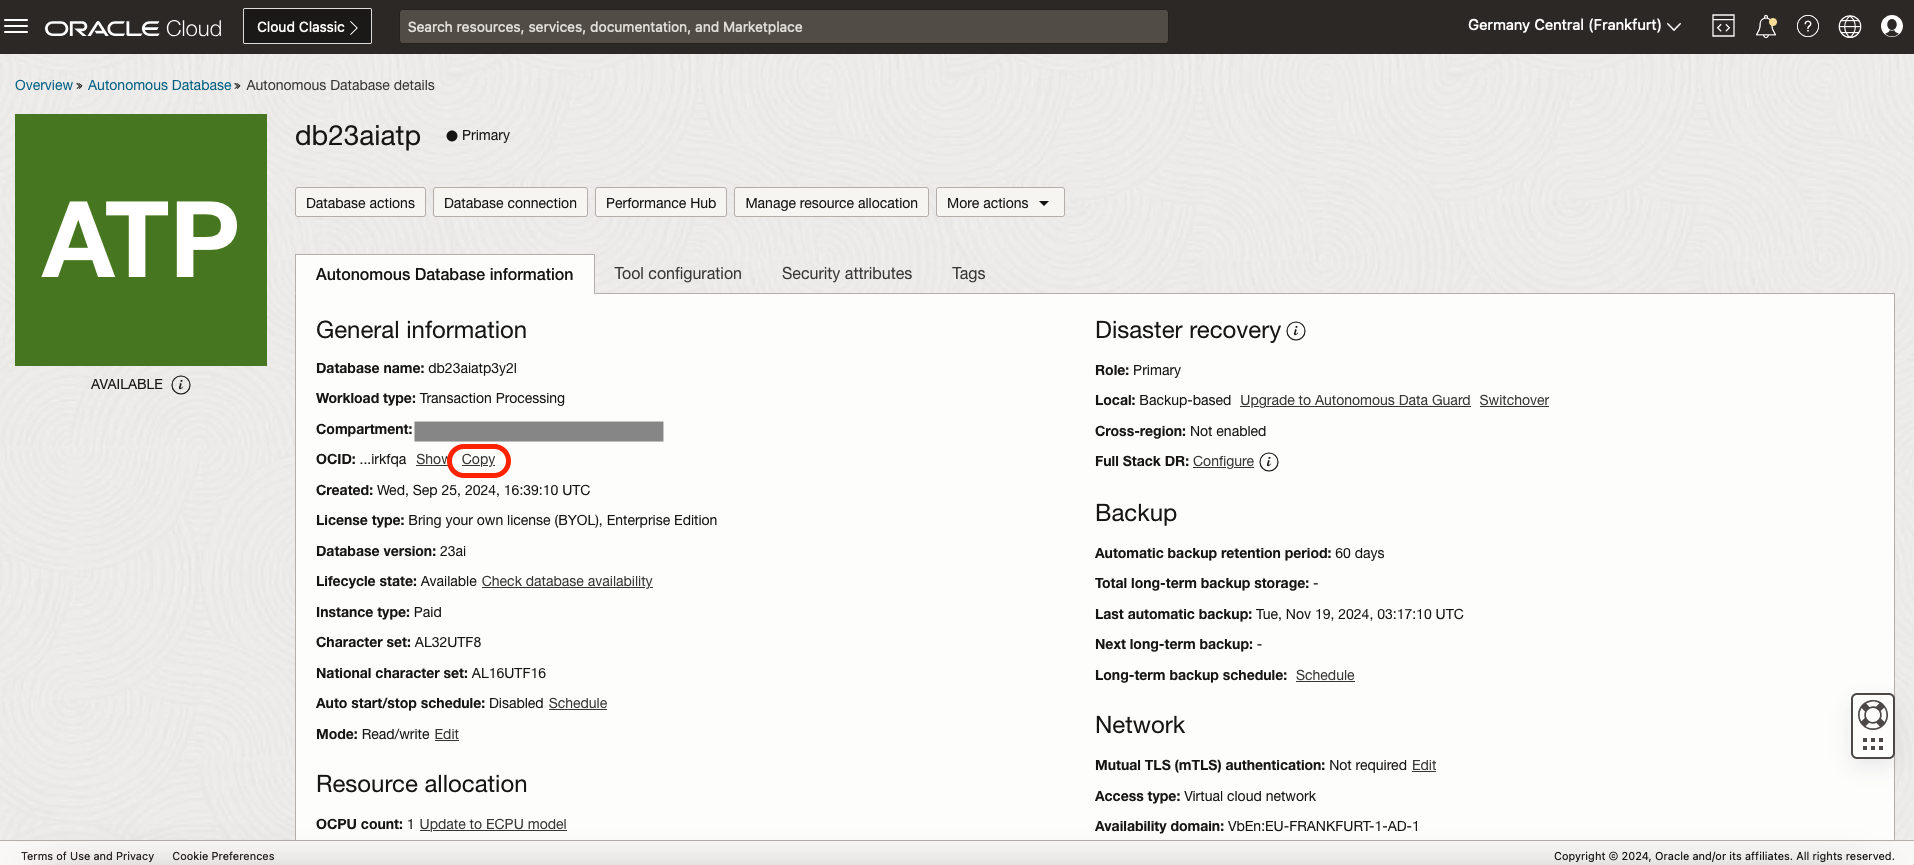 ORACLE Cloud
Cloud Classic >
Search resources, services, documentation, and Marketplace
Germany Central (Frankfurt)
Overview » Autonomous Database » Autonomous Database details
ATP
AVAILABLE
db23aiatp
Primary
Database actions
Database connection
Performance Hub
Manage resource allocation
More actions
Autonomous Database information
Tool configuration
Security attributes
Tags
General information
Database name: db23aiatp3y2l
Workload type: Transaction Processing
Compartment:
OCID: ...irkfqa Show Copy
Created: Wed, Sep 25, 2024, 16:39:10 UTC
License type: Bring your own license (BYOL), Enterprise Edition
Database version: 23ai
Lifecycle state: Available Check database availability
Instance type: Paid
Character set: AL32UTF8
National character set: AL16UTF16
Auto start/stop schedule: Disabled Schedule
Mode: Read/write Edit
Resource allocation
OCPU count: 1 Update to ECPU model
Disaster recovery
Role: Primary
Local: Backup-based Upgrade to Autonomous Data Guard Switchover
Cross-region: Not enabled
Full Stack DR: Configure
Backup
Automatic backup retention period: 60 days
Total long-term backup storage: -
Last automatic backup: Tue, Nov 19, 2024, 03:17:10 UTC
Next long-term backup: -
Long-term backup schedule: Schedule
Network
Mutual TLS (mTLS) authentication: Not required Edit
Access type: Virtual cloud network
Availability domain: VbEn:EU-FRANKFURT-1-AD-1
Terms of Use and Privacy
Cookie Preferences
Copyright © 2024, Oracle and/or its affiliates. All rights reserved.